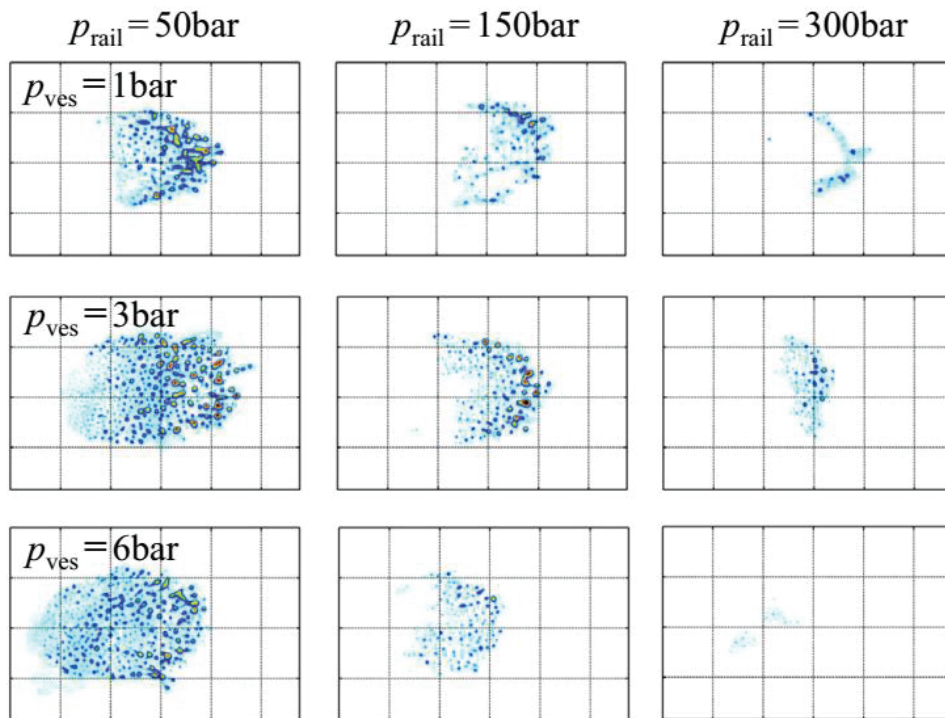 p_rail = 50bar p_rail = 150bar p_rail = 300bar
p_ves = 1bar
p_ves = 3bar
p_ves = 6bar